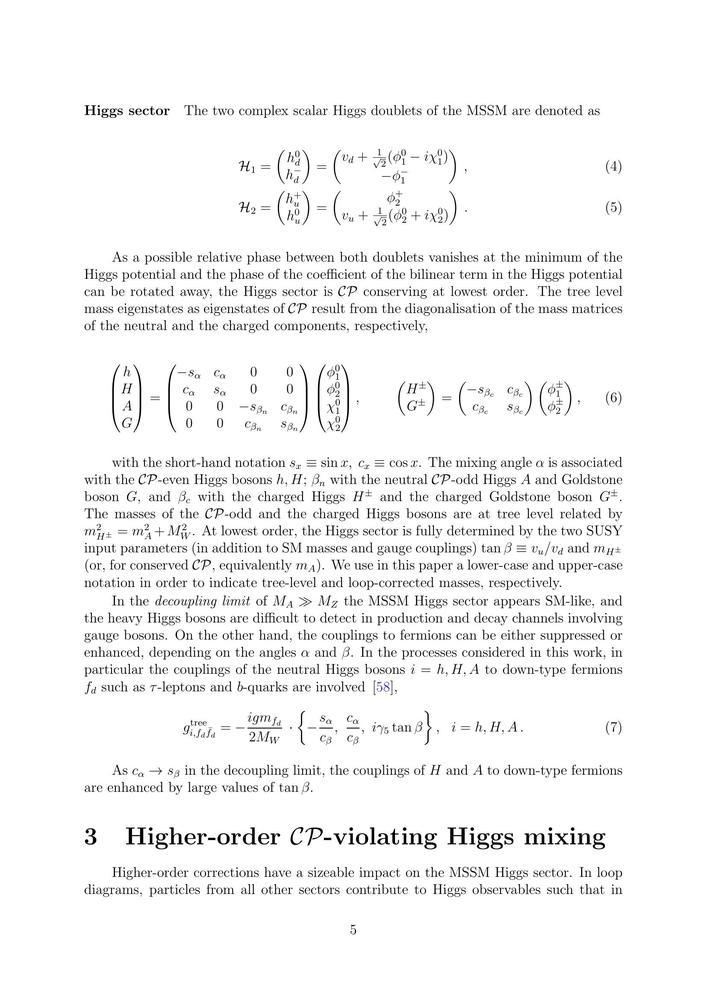 Higgs sector The two complex scalar Higgs doublets of the MSSM are denoted as
$\mathcal{H}_1 = \begin{pmatrix} h_d^0 \\ h_d^- \end{pmatrix} = \begin{pmatrix} v_d + \frac{1}{\sqrt{2}}(\phi_1^0 - i\chi_1^0) \\ -\phi_1^- \end{pmatrix}$ , (4)
$\mathcal{H}_2 = \begin{pmatrix} h_u^+ \\ h_u^0 \end{pmatrix} = \begin{pmatrix} \phi_2^+ \\ v_u + \frac{1}{\sqrt{2}}(\phi_2^0 + i\chi_2^0) \end{pmatrix}$ . (5)
As a possible relative phase between both doublets vanishes at the minimum of the
Higgs potential and the phase of the coefficient of the bilinear term in the Higgs potential
can be rotated away, the Higgs sector is $\mathcal{CP}$ conserving at lowest order. The tree level
mass eigenstates as eigenstates of $\mathcal{CP}$ result from the diagonalisation of the mass matrices
of the neutral and the charged components, respectively,
$\begin{pmatrix} h \\ H \\ A \\ G \end{pmatrix} = \begin{pmatrix} -s_\alpha & c_\alpha & 0 & 0 \\ c_\alpha & s_\alpha & 0 & 0 \\ 0 & 0 & -s_{\beta_n} & c_{\beta_n} \\ 0 & 0 & c_{\beta_n} & s_{\beta_n} \end{pmatrix} \begin{pmatrix} \phi_1^0 \\ \phi_2^0 \\ \chi_1^0 \\ \chi_2^0 \end{pmatrix}$ , $\begin{pmatrix} H^\pm \\ G^\pm \end{pmatrix} = \begin{pmatrix} -s_{\beta_c} & c_{\beta_c} \\ c_{\beta_c} & s_{\beta_c} \end{pmatrix} \begin{pmatrix} \phi_1^\pm \\ \phi_2^\pm \end{pmatrix}$ , (6)
with the short-hand notation $s_x \equiv \sin x$, $c_x \equiv \cos x$. The mixing angle $\alpha$ is associated
with the $\mathcal{CP}$-even Higgs bosons $h, H$; $\beta_n$ with the neutral $\mathcal{CP}$-odd Higgs $A$ and Goldstone
boson $G$, and $\beta_c$ with the charged Higgs $H^\pm$ and the charged Goldstone boson $G^\pm$.
The masses of the $\mathcal{CP}$-odd and the charged Higgs bosons are at tree level related by
$m_{H^\pm}^2 = m_A^2 + M_W^2$. At lowest order, the Higgs sector is fully determined by the two SUSY
input parameters (in addition to SM masses and gauge couplings) $\tan\beta \equiv v_u/v_d$ and $m_{H^\pm}$
(or, for conserved $\mathcal{CP}$, equivalently $m_A$). We use in this paper a lower-case and upper-case
notation in order to indicate tree-level and loop-corrected masses, respectively.
In the decoupling limit of $M_A \gg M_Z$ the MSSM Higgs sector appears SM-like, and
the heavy Higgs bosons are difficult to detect in production and decay channels involving
gauge bosons. On the other hand, the couplings to fermions can be either suppressed or
enhanced, depending on the angles $\alpha$ and $\beta$. In the processes considered in this work, in
particular the couplings of the neutral Higgs bosons $i = h, H, A$ to down-type fermions
$f_d$ such as $\tau$-leptons and $b$-quarks are involved [58],
$g_{i,f_d\bar{f}_d}^{\text{tree}} = -\frac{igm_{f_d}}{2M_W} \cdot \left\{ -\frac{s_\alpha}{c_\beta}, \frac{c_\alpha}{c_\beta}, i\gamma_5 \tan\beta \right\}, \quad i = h, H, A\,.$ (7)
As $c_\alpha \to s_\beta$ in the decoupling limit, the couplings of $H$ and $A$ to down-type fermions
are enhanced by large values of $\tan\beta$.
3 Higher-order $\mathcal{CP}$-violating Higgs mixing
Higher-order corrections have a sizeable impact on the MSSM Higgs sector. In loop
diagrams, particles from all other sectors contribute to Higgs observables such that in
5